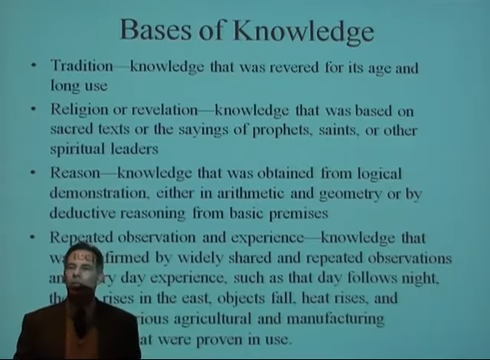 Bases of Knowledge
• Tradition—knowledge that was revered for its age and
long use
• Religion or revelation—knowledge that was based on
sacred texts or the sayings of prophets, saints, or other
spiritual leaders
• Reason—knowledge that was obtained from logical
demonstration, either in arithmetic and geometry or by
deductive reasoning from basic premises
• Repeated observation and experience—knowledge that
firmed by widely shared and repeated observations
day experience, such as that day follows night,
rises in the east, objects fall, heat rises, and
agricultural and manufacturing
at were proven in use.